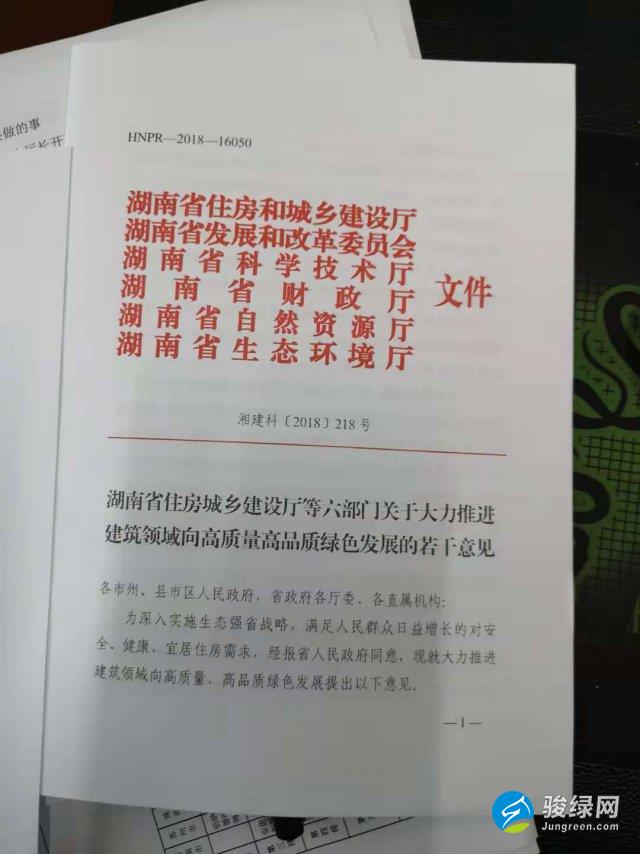 做的事
HNPR—2018—16050
湖南省住房和城乡建设厅
湖南省发展和改革委员会
湖南省科学技术厅
湖南省财政厅
湖南省自然资源厅
湖南省生态环境厅
文件
湘建科〔2018〕218号
湖南省住房城乡建设厅等六部门关于大力推进
建筑领域向高质量高品质绿色发展的若干意见
各市州、县市区人民政府，省政府各厅委、各直属机构：
为深入实施生态强省战略，满足人民群众日益增长的对安
全、健康、宜居住房需求，经报省人民政府同意，现就大力推进
建筑领域向高质量、高品质绿色发展提出以下意见。
—1—
骏绿网
Jungreen.com